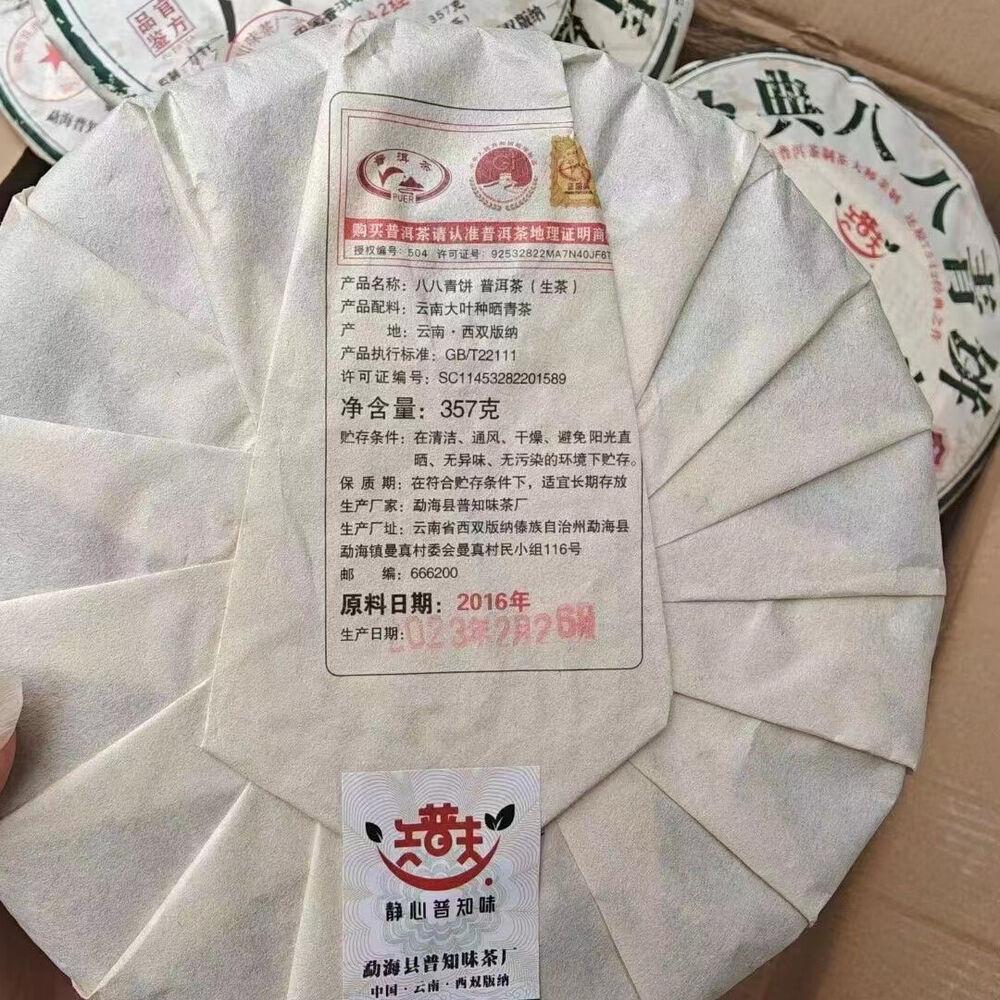 官方
品鉴
357克
勐海普知
典八八青饼
普洱茶
PUER
GI
购买普洱茶请认准普洱茶地理证明商
授权编号:504 许可证号:92532822MA7N40JF6T
产品名称:八八青饼 普洱茶(生茶)
产品配料:云南大叶种晒青茶
产 地:云南·西双版纳
产品执行标准:GB/T22111
许可证编号:SC11453282201589
净含量:357克
贮存条件:在清洁、通风、干燥、避免阳光直
晒、无异味、无污染的环境下贮存。
保 质 期:在符合贮存条件下,适宜长期存放
生产厂家:勐海县普知味茶厂
生产厂址:云南省西双版纳傣族自治州勐海县
勐海镇曼真村委会曼真村民小组116号
邮 编:666200
原料日期:2016年
生产日期:2023年2月26日
静心普知味
勐海县普知味茶厂
中国·云南·西双版纳